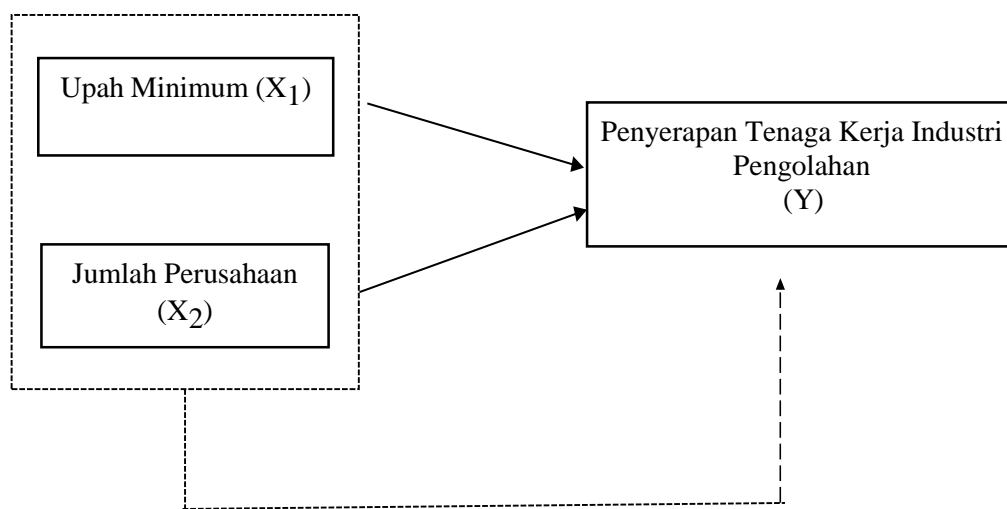 Upah Minimum (X1)
Penyerapan Tenaga Kerja Industri
Pengolahan
(Y)
Jumlah Perusahaan
(X2)